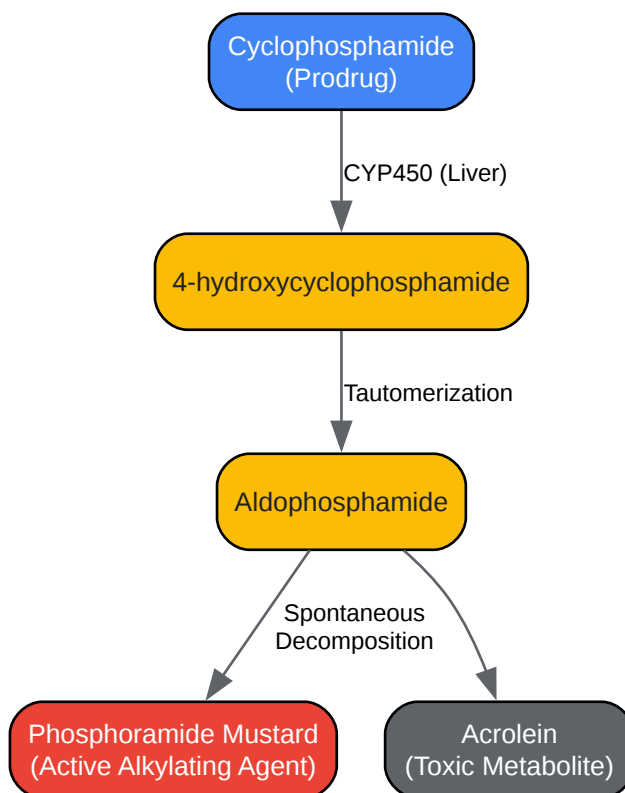 Cyclophosphamide
(Prodrug)
CYP450 (Liver)
4-hydroxycyclophosphamide
Tautomerization
Aldophosphamide
Spontaneous
Decomposition
Phosphoramide Mustard
(Active Alkylating Agent)
Acrolein
(Toxic Metabolite)